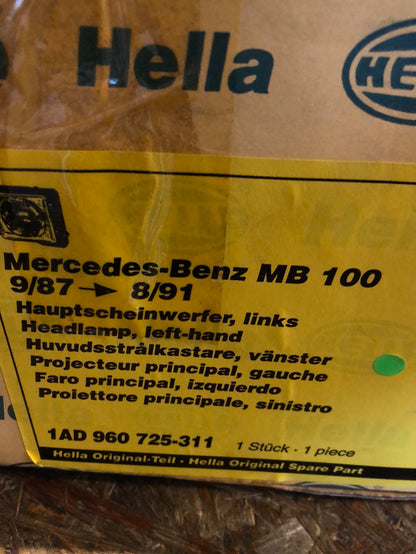 Hella
HE
Mercedes-Benz MB 100
9/87 → 8/91
Hauptscheinwerfer, links
Headlamp, left-hand
Huvudsstrålkastare, vänster
Projecteur principal, gauche
Faro principal, izquierdo
Proiettore principale, sinistro
1AD 960 725-311 1 Stück · 1 piece
Hella Original-Teil · Hella Original Spare Part